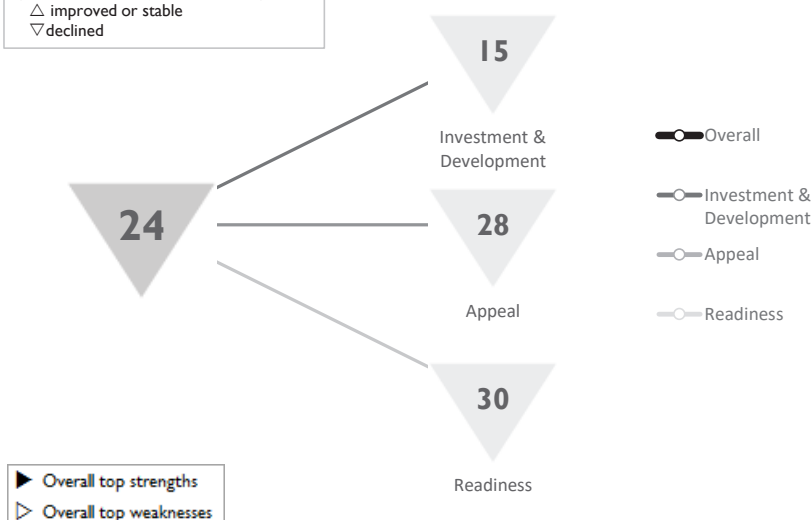 △ improved or stable
▽ declined
15
Investment &
Development
24
28
Appeal
30
Readiness
Overall
Investment &
Development
Appeal
Readiness
▶ Overall top strengths
▷ Overall top weaknesses